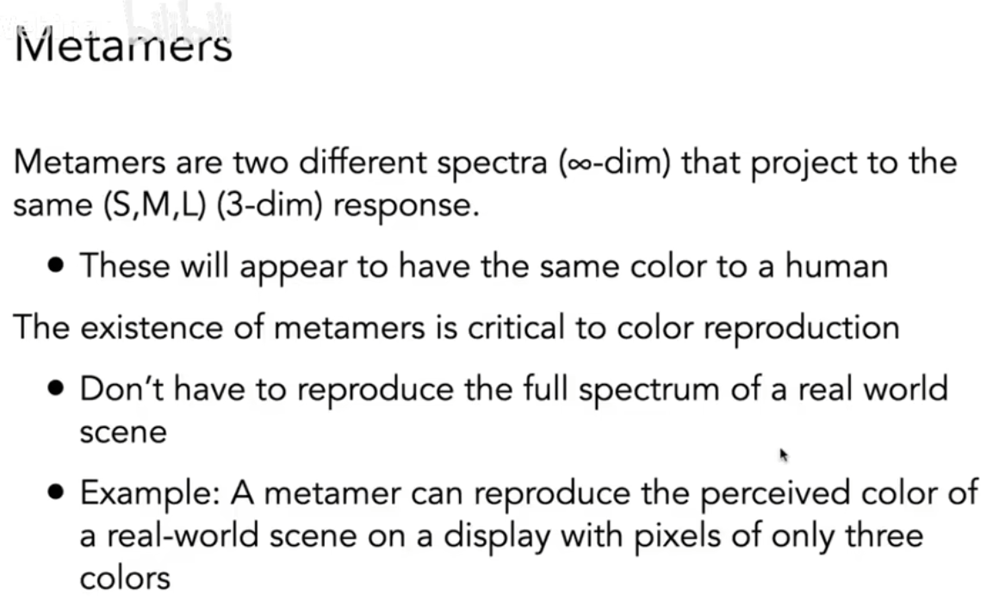 Metamers
Metamers are two different spectra (∞-dim) that project to the
same (S,M,L) (3-dim) response.
• These will appear to have the same color to a human
The existence of metamers is critical to color reproduction
• Don't have to reproduce the full spectrum of a real world
scene
• Example: A metamer can reproduce the perceived color of
a real-world scene on a display with pixels of only three
colors